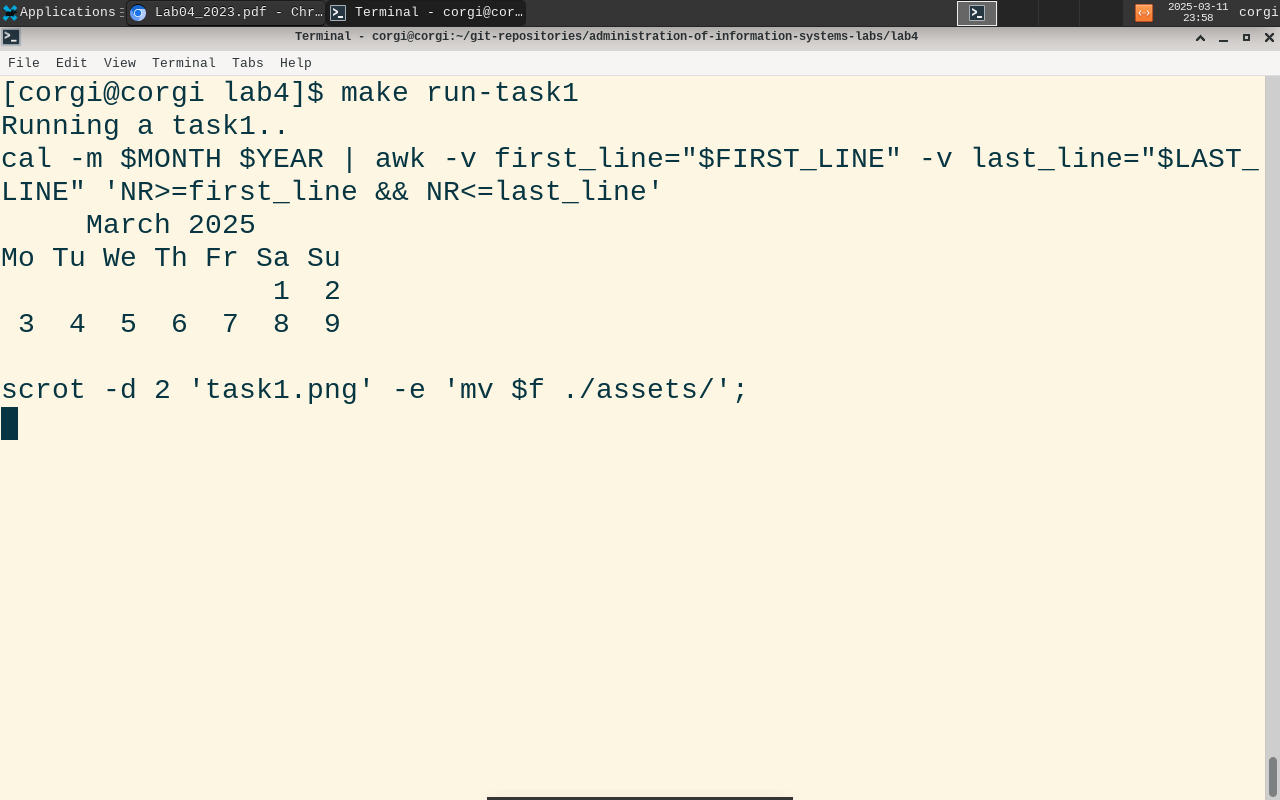 Applications
Lab04_2023.pdf - Chr...
Terminal - corgi@cor...
2025-03-11
23:58
corgi
Terminal - corgi@corgi:~/git-repositories/administration-of-information-systems-labs/lab4
File Edit View Terminal Tabs Help
[corgi@corgi lab4]$ make run-task1
Running a task1..
cal -m $MONTH $YEAR | awk -v first_line="$FIRST_LINE" -v last_line="$LAST_
LINE" 'NR>=first_line && NR<=last_line'
     March 2025
Mo Tu We Th Fr Sa Su
                1  2
 3  4  5  6  7  8  9
scrot -d 2 'task1.png' -e 'mv $f ./assets/';